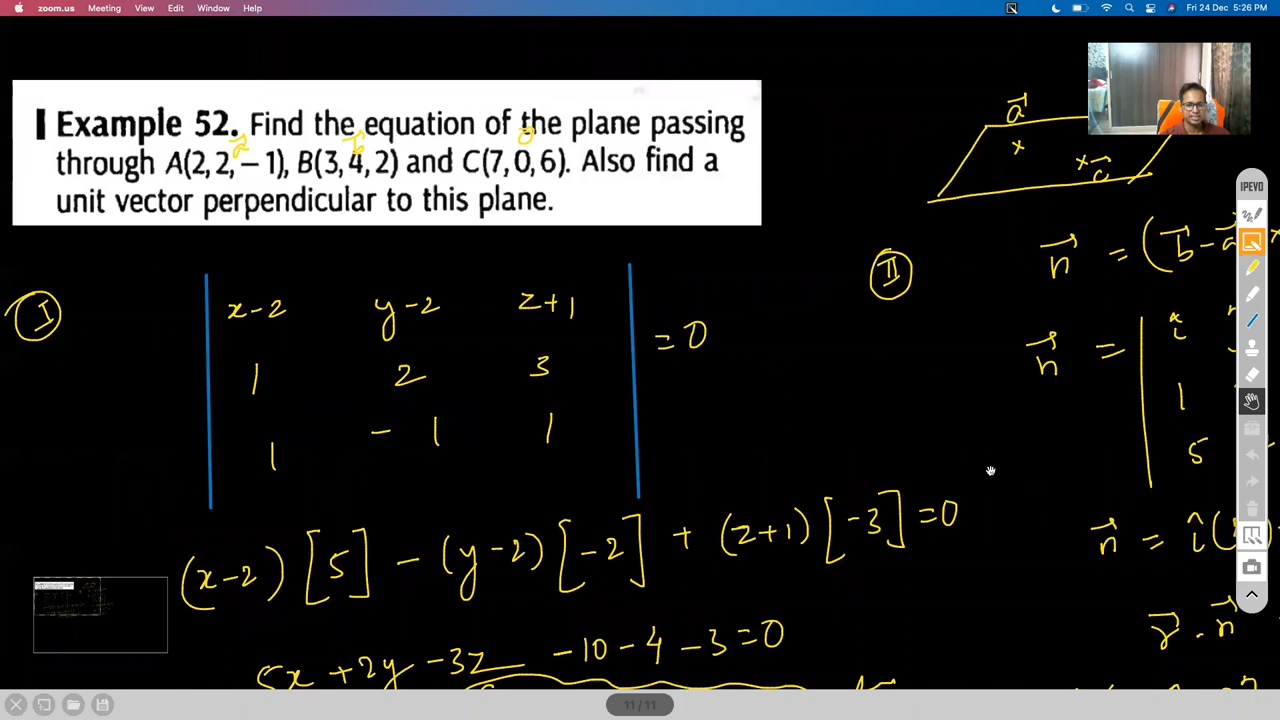 zoom.us Meeting View Edit Window Help Fri 24 Dec 5:26 PM
Example 52. Find the equation of the plane passing
through A(2, 2, − 1), B(3, 4, 2) and C(7, 0, 6). Also find a
unit vector perpendicular to this plane.
a⃗
× ×c⃗
IPEVO
I
x-2 y-2 z+1
1 2 3 = 0
1 -1 1
(x-2)[5] - (y-2)[-2] + (z+1)[-3] = 0
5x + 2y - 3z -10 - 4 - 3 = 0
II
n⃗ = (b⃗ - a⃗) ×
n⃗ = | î
1
5
n⃗ = î(
r⃗ . n⃗
11 / 11